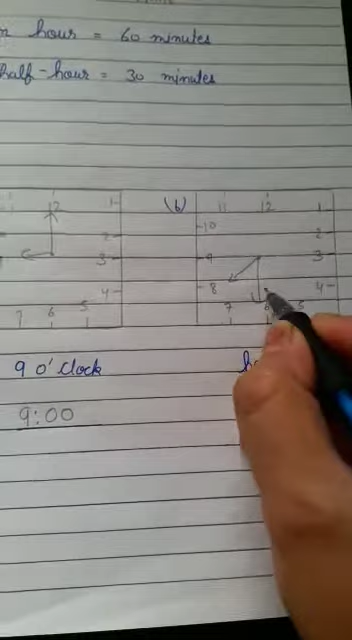 hour = 60 minutes
half-hour = 30 minutes
12 1
2
3
4
7 6 5
(b) 11 12 1
10 2
9 3
8 4
7 6 5
9 o'clock
9:00